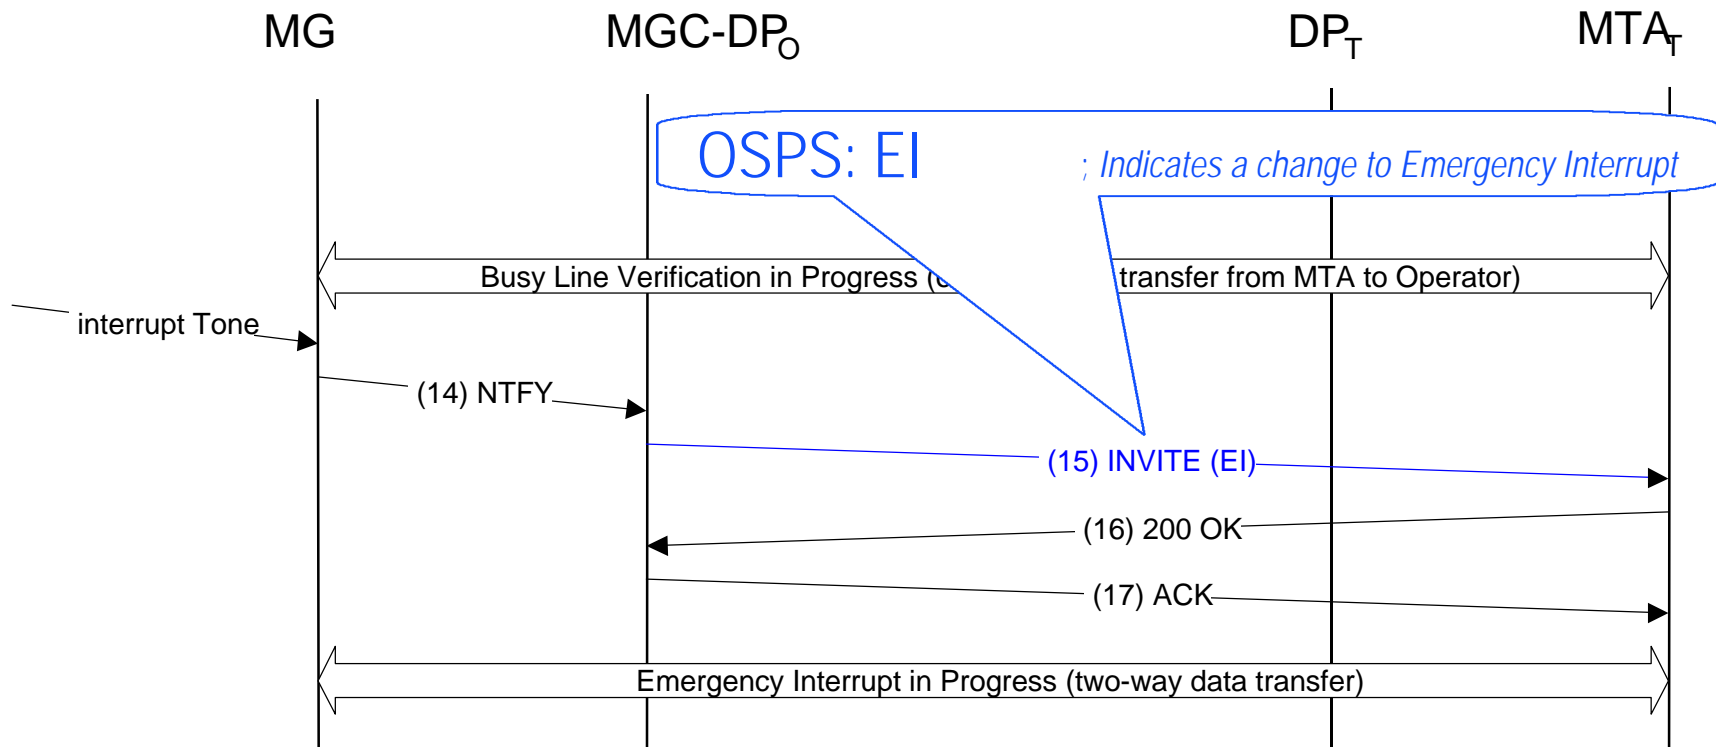 MG
MGC-DPO
DPT
MTAT
OSPS: EI ; Indicates a change to Emergency Interrupt
Busy Line Verification in Progress ( transfer from MTA to Operator)
interrupt Tone
(14) NTFY
(15) INVITE (EI)
(16) 200 OK
(17) ACK
Emergency Interrupt in Progress (two-way data transfer)